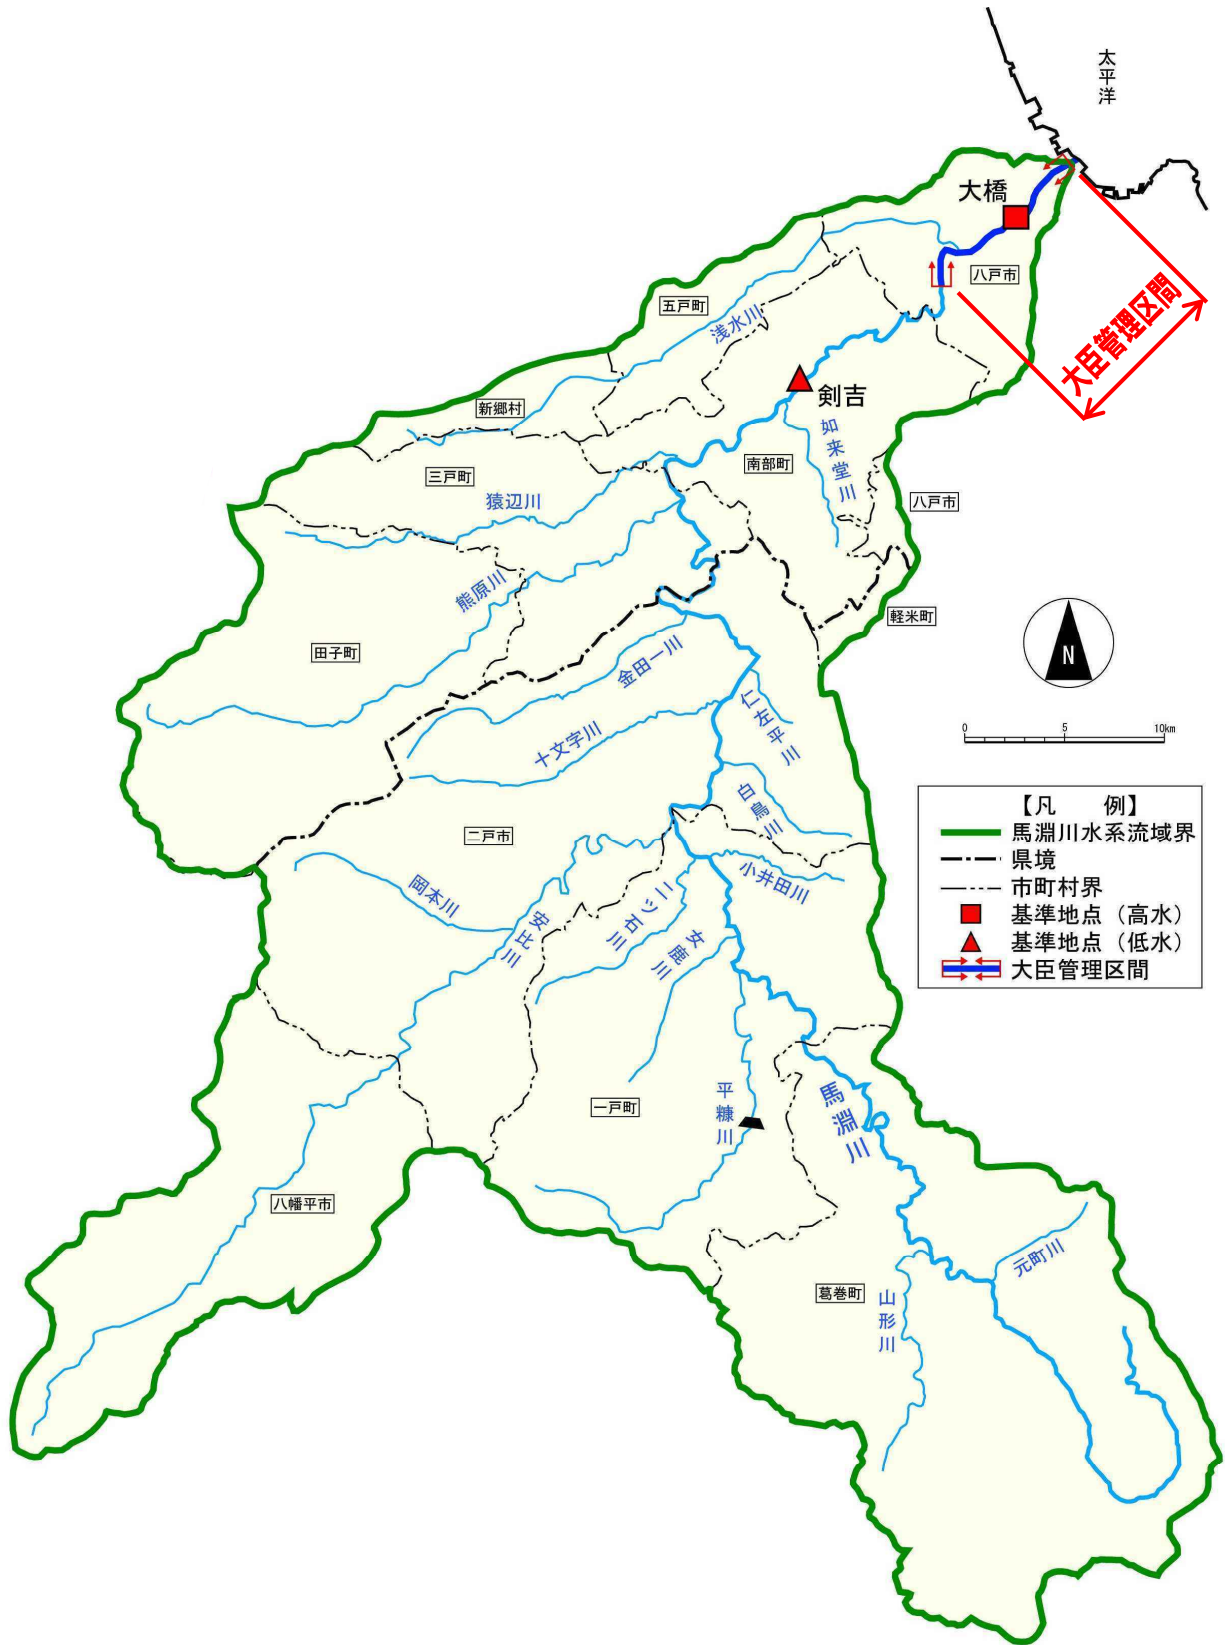 太平洋
大橋
八戸市
大臣管理区間
五戸町
浅水川
剣吉
新郷村
如来堂川
三戸町
南部町
猿辺川
八戸市
熊原川
軽米町
田子町
金田一川
N
仁左平川
十文字川
0 5 10km
白鳥川
二戸市
【凡 例】
馬淵川水系流域界
県境
市町村界
基準地点（高水）
基準地点（低水）
大臣管理区間
小井田川
岡本川
二ツ石川
安比川
女鹿川
一戸町
平糠川
馬淵川
八幡平市
元町川
葛巻町
山形川